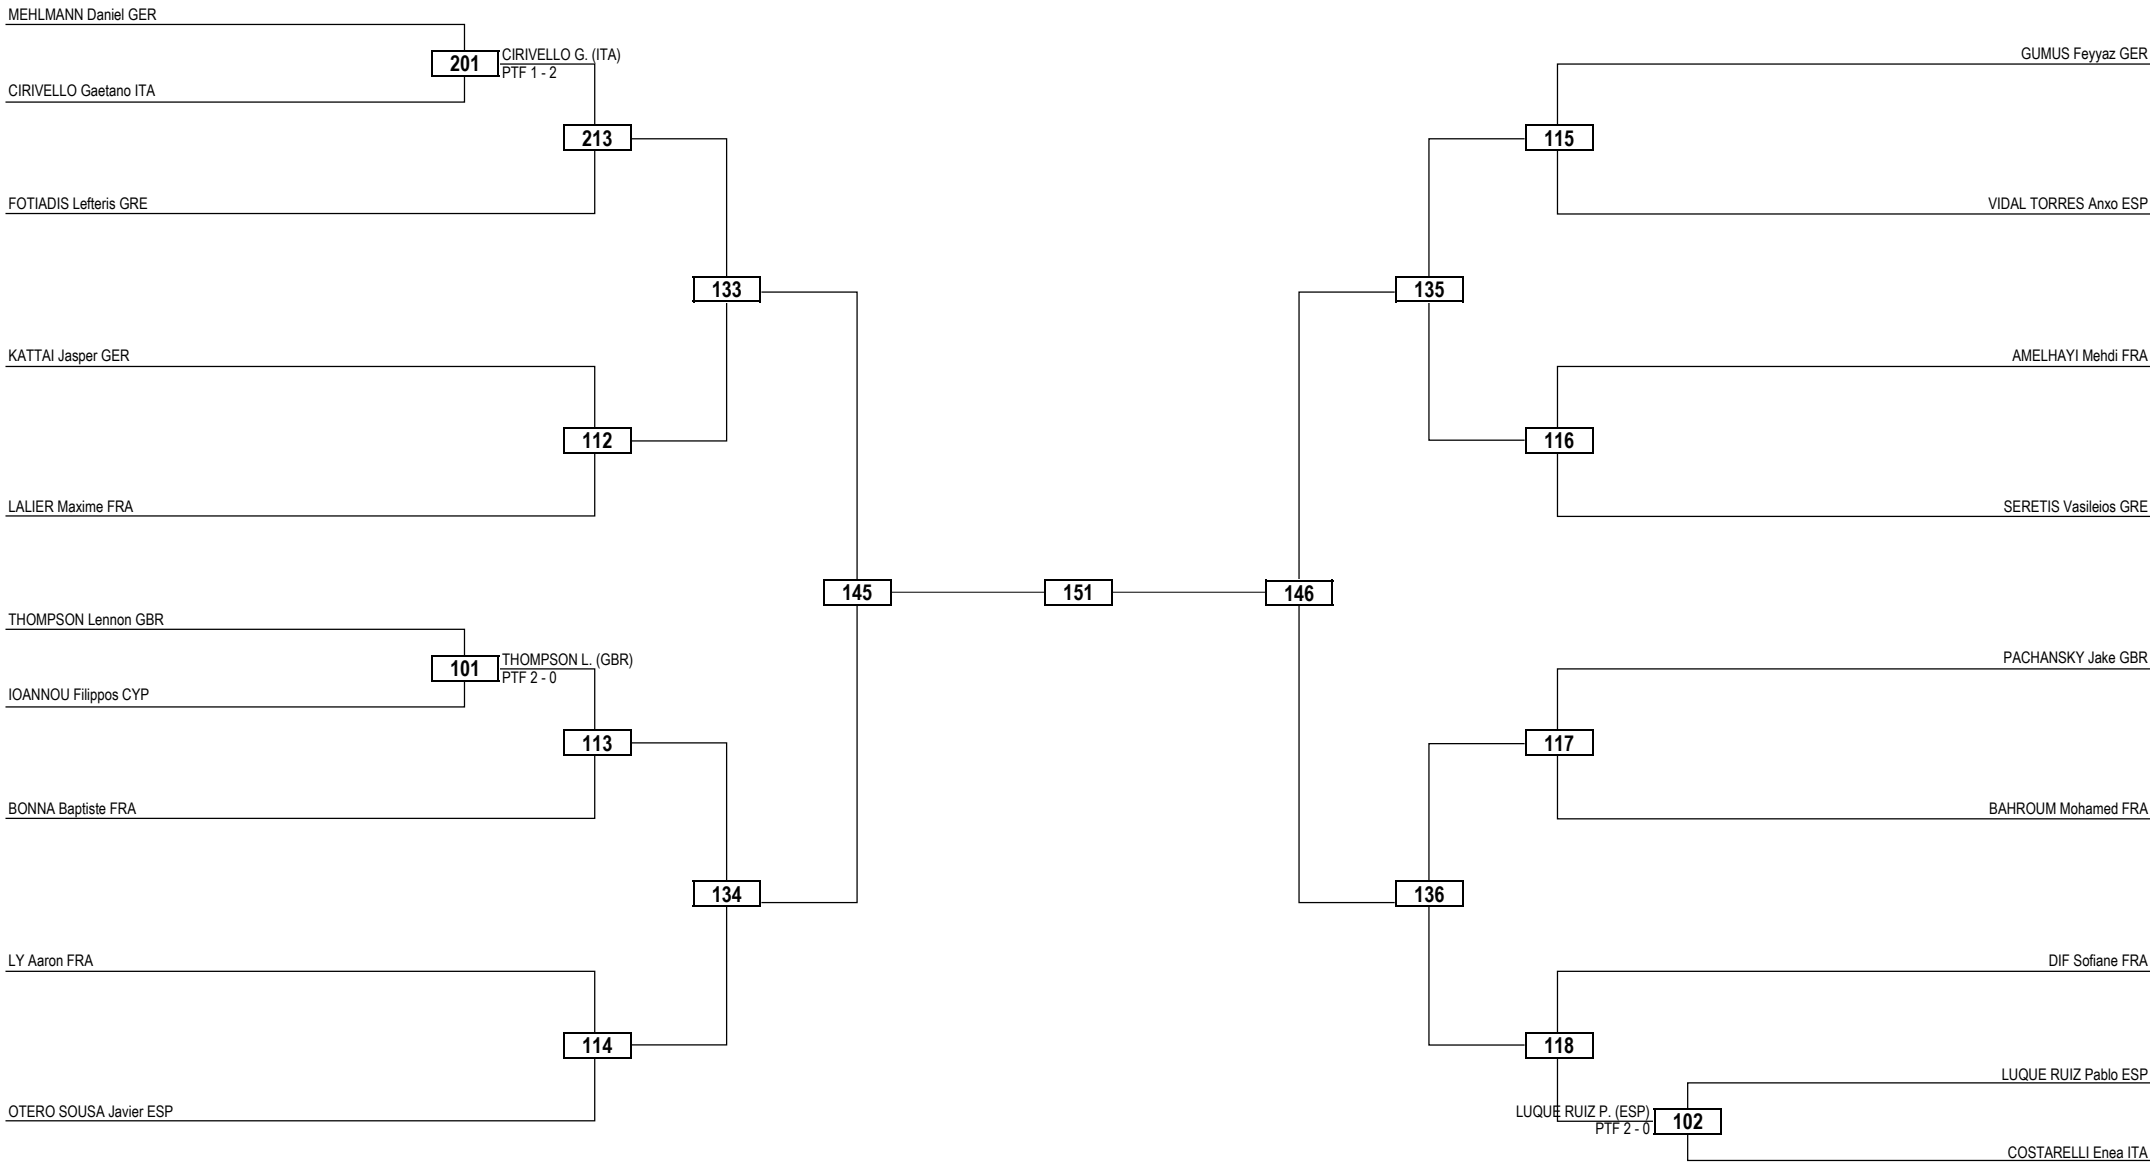 MEHLMANN Daniel GER
201
CIRIVELLO G. (ITA)
PTF 1 - 2
CIRIVELLO Gaetano ITA
213
FOTIADIS Lefteris GRE
133
KATTAI Jasper GER
112
LALIER Maxime FRA
145
THOMPSON Lennon GBR
101
THOMPSON L. (GBR)
PTF 2 - 0
IOANNOU Filippos CYP
113
BONNA Baptiste FRA
134
LY Aaron FRA
114
OTERO SOUSA Javier ESP
151
GUMUS Feyyaz GER
115
VIDAL TORRES Anxo ESP
135
AMELHAYI Mehdi FRA
116
SERETIS Vasileios GRE
146
PACHANSKY Jake GBR
117
BAHROUM Mohamed FRA
136
DIF Sofiane FRA
118
LUQUE RUIZ Pablo ESP
LUQUE RUIZ P. (ESP)
PTF 2 - 0
102
COSTARELLI Enea ITA